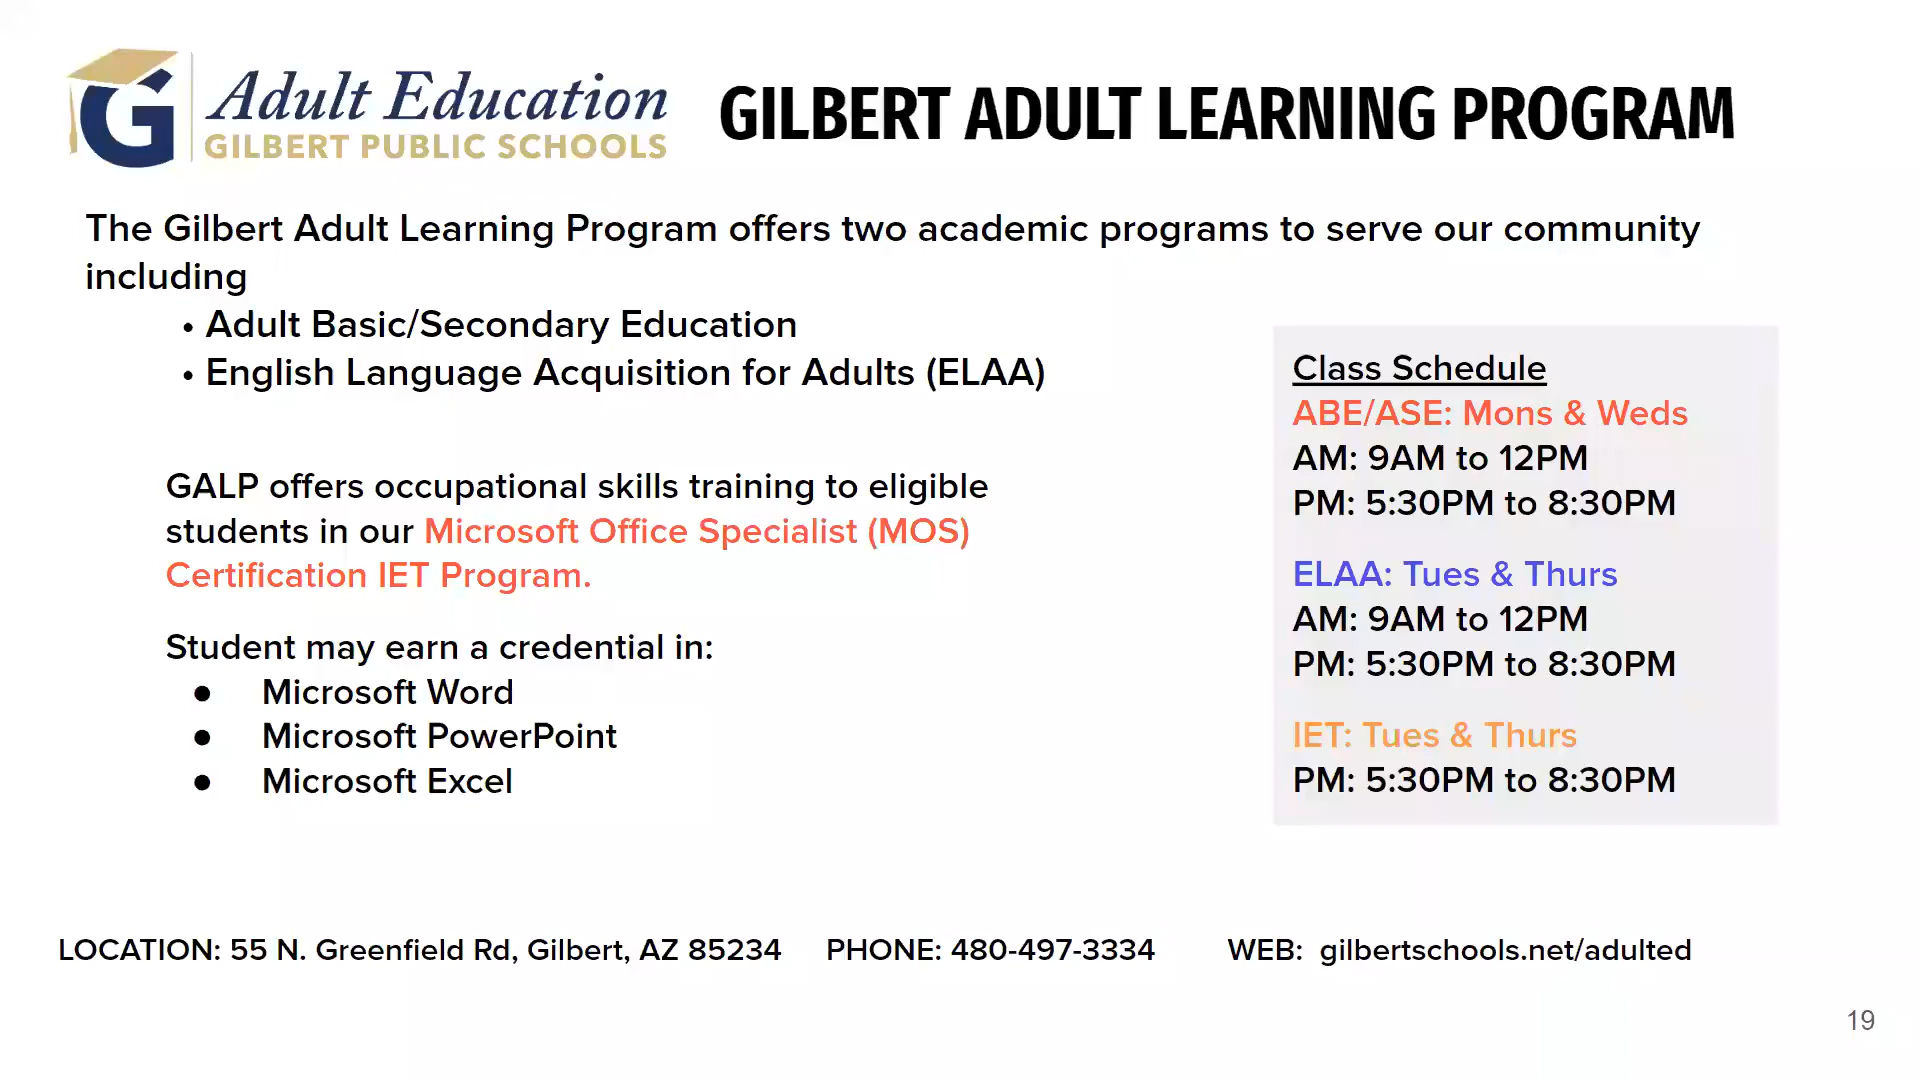 Adult Education
GILBERT PUBLIC SCHOOLS
GILBERT ADULT LEARNING PROGRAM
The Gilbert Adult Learning Program offers two academic programs to serve our community
including
• Adult Basic/Secondary Education
• English Language Acquisition for Adults (ELAA)
GALP offers occupational skills training to eligible
students in our Microsoft Office Specialist (MOS)
Certification IET Program.
Student may earn a credential in:
● Microsoft Word
● Microsoft PowerPoint
● Microsoft Excel
Class Schedule
ABE/ASE: Mons & Weds
AM: 9AM to 12PM
PM: 5:30PM to 8:30PM
ELAA: Tues & Thurs
AM: 9AM to 12PM
PM: 5:30PM to 8:30PM
IET: Tues & Thurs
PM: 5:30PM to 8:30PM
LOCATION: 55 N. Greenfield Rd, Gilbert, AZ 85234 PHONE: 480-497-3334 WEB: gilbertschools.net/adulted
19